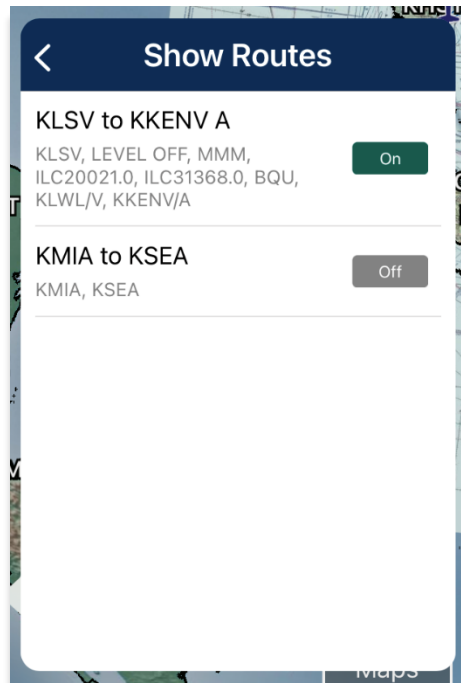 Show Routes
KLSV to KKENV A
KLSV, LEVEL OFF, MMM,
ILC20021.0, ILC31368.0, BQU,
KLWL/V, KKENV/A
On
KMIA to KSEA
KMIA, KSEA
Off
Maps